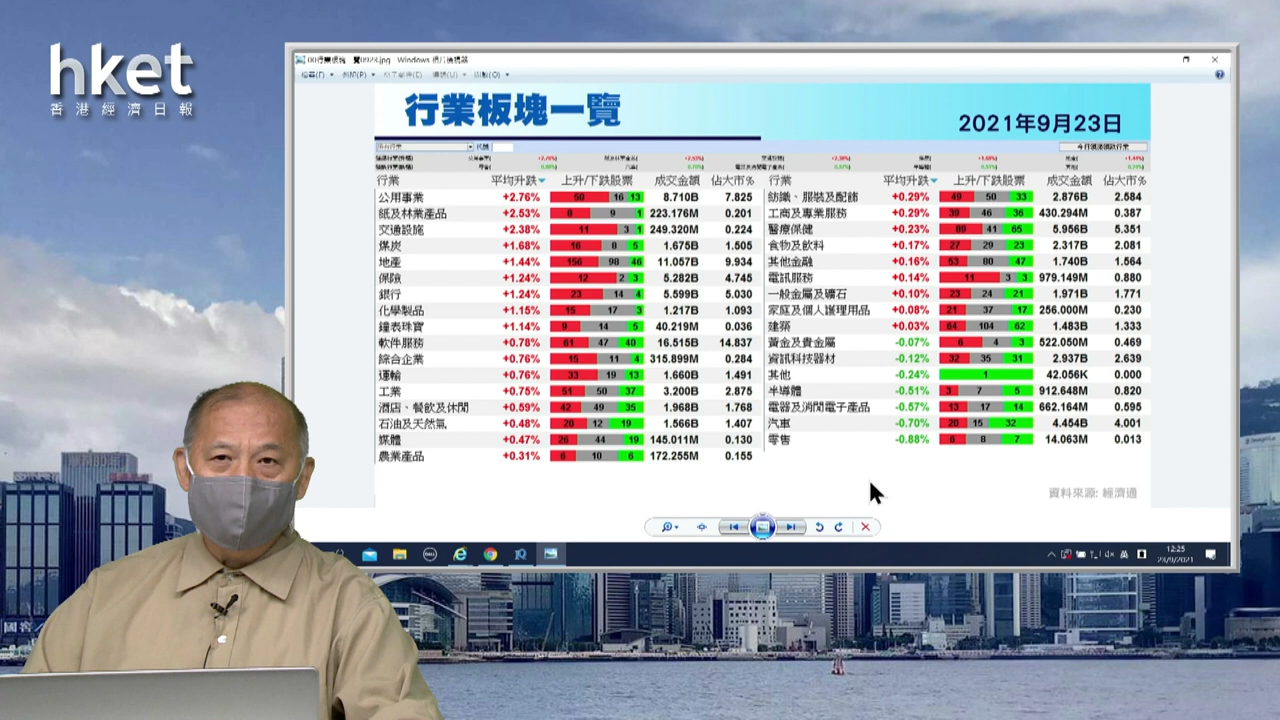 hket
香港經濟日報
行業板塊一覽
2021年9月23日
行業 平均升跌 上升/下跌股票 成交金額 佔大市%
公用事業 +2.76% 50 16 13 8.710B 7.825
紙及林業產品 +2.53% 8 9 1 223.176M 0.201
交通設施 +2.38% 11 3 1 249.320M 0.224
煤炭 +1.68% 16 8 5 1.675B 1.505
地產 +1.44% 156 98 46 11.057B 9.934
保險 +1.24% 12 2 3 5.282B 4.745
銀行 +1.24% 23 14 4 5.599B 5.030
化學製品 +1.15% 15 17 3 1.217B 1.093
鐘表珠寶 +1.14% 9 14 5 40.219M 0.036
軟件服務 +0.78% 61 47 40 16.515B 14.837
綜合企業 +0.76% 15 11 4 315.899M 0.284
運輸 +0.76% 33 19 13 1.660B 1.491
工業 +0.75% 51 50 37 3.200B 2.875
酒店、餐飲及休閒 +0.59% 42 49 35 1.968B 1.768
石油及天然氣 +0.48% 20 12 19 1.566B 1.407
媒體 +0.47% 26 44 19 145.011M 0.130
農業產品 +0.31% 6 10 6 172.255M 0.155
行業 平均升跌 上升/下跌股票 成交金額 佔大市%
紡織、服裝及配飾 +0.29% 49 50 33 2.876B 2.584
工商及專業服務 +0.29% 39 46 36 430.294M 0.387
醫療保健 +0.23% 89 41 65 5.956B 5.351
食物及飲料 +0.17% 27 29 23 2.317B 2.081
其他金融 +0.16% 53 80 47 1.740B 1.564
電訊服務 +0.14% 11 3 3 979.149M 0.880
一般金屬及礦石 +0.10% 23 24 21 1.971B 1.771
家庭及個人護理用品 +0.08% 21 37 17 256.000M 0.230
建築 +0.03% 64 104 62 1.483B 1.333
黃金及貴金屬 -0.07% 6 4 3 522.050M 0.469
資訊科技器材 -0.12% 32 35 31 2.937B 2.639
其他 -0.24% 1 42.056K 0.000
半導體 -0.51% 3 7 5 912.648M 0.820
電器及消閒電子產品 -0.57% 13 17 14 662.164M 0.595
汽車 -0.70% 20 15 32 4.454B 4.001
零售 -0.88% 6 8 7 14.063M 0.013
資料來源: 經濟通
12:25
23/9/2021